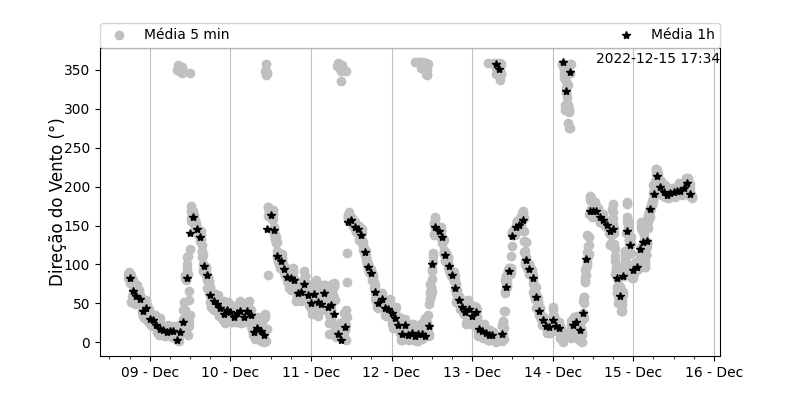 Média 5 min
Média 1h
2022-12-15 17:34
Direção do Vento (°)
350
300
250
200
150
100
50
0
09 - Dec
10 - Dec
11 - Dec
12 - Dec
13 - Dec
14 - Dec
15 - Dec
16 - Dec